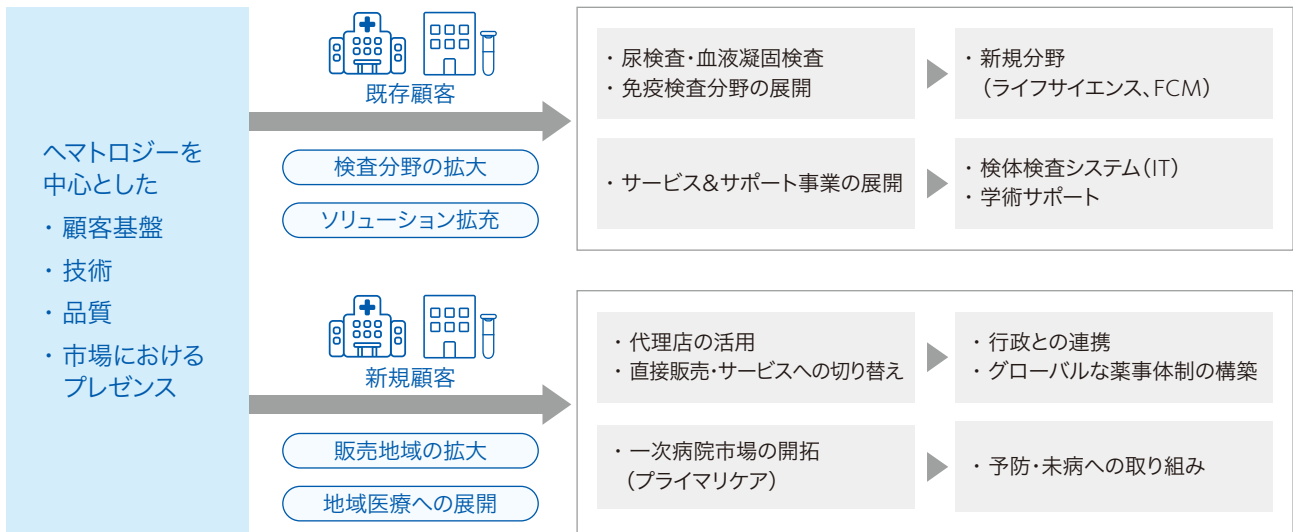 ヘマトロジーを
中心とした
・顧客基盤
・技術
・品質
・市場における
プレゼンス
既存顧客
検査分野の拡大
ソリューション拡充
・尿検査・血液凝固検査
・免疫検査分野の展開
・新規分野
（ライフサイエンス、FCM）
・サービス&サポート事業の展開
・検体検査システム（IT）
・学術サポート
新規顧客
販売地域の拡大
地域医療への展開
・代理店の活用
・直接販売・サービスへの切り替え
・行政との連携
・グローバルな薬事体制の構築
・一次病院市場の開拓
（プライマリケア）
・予防・未病への取り組み